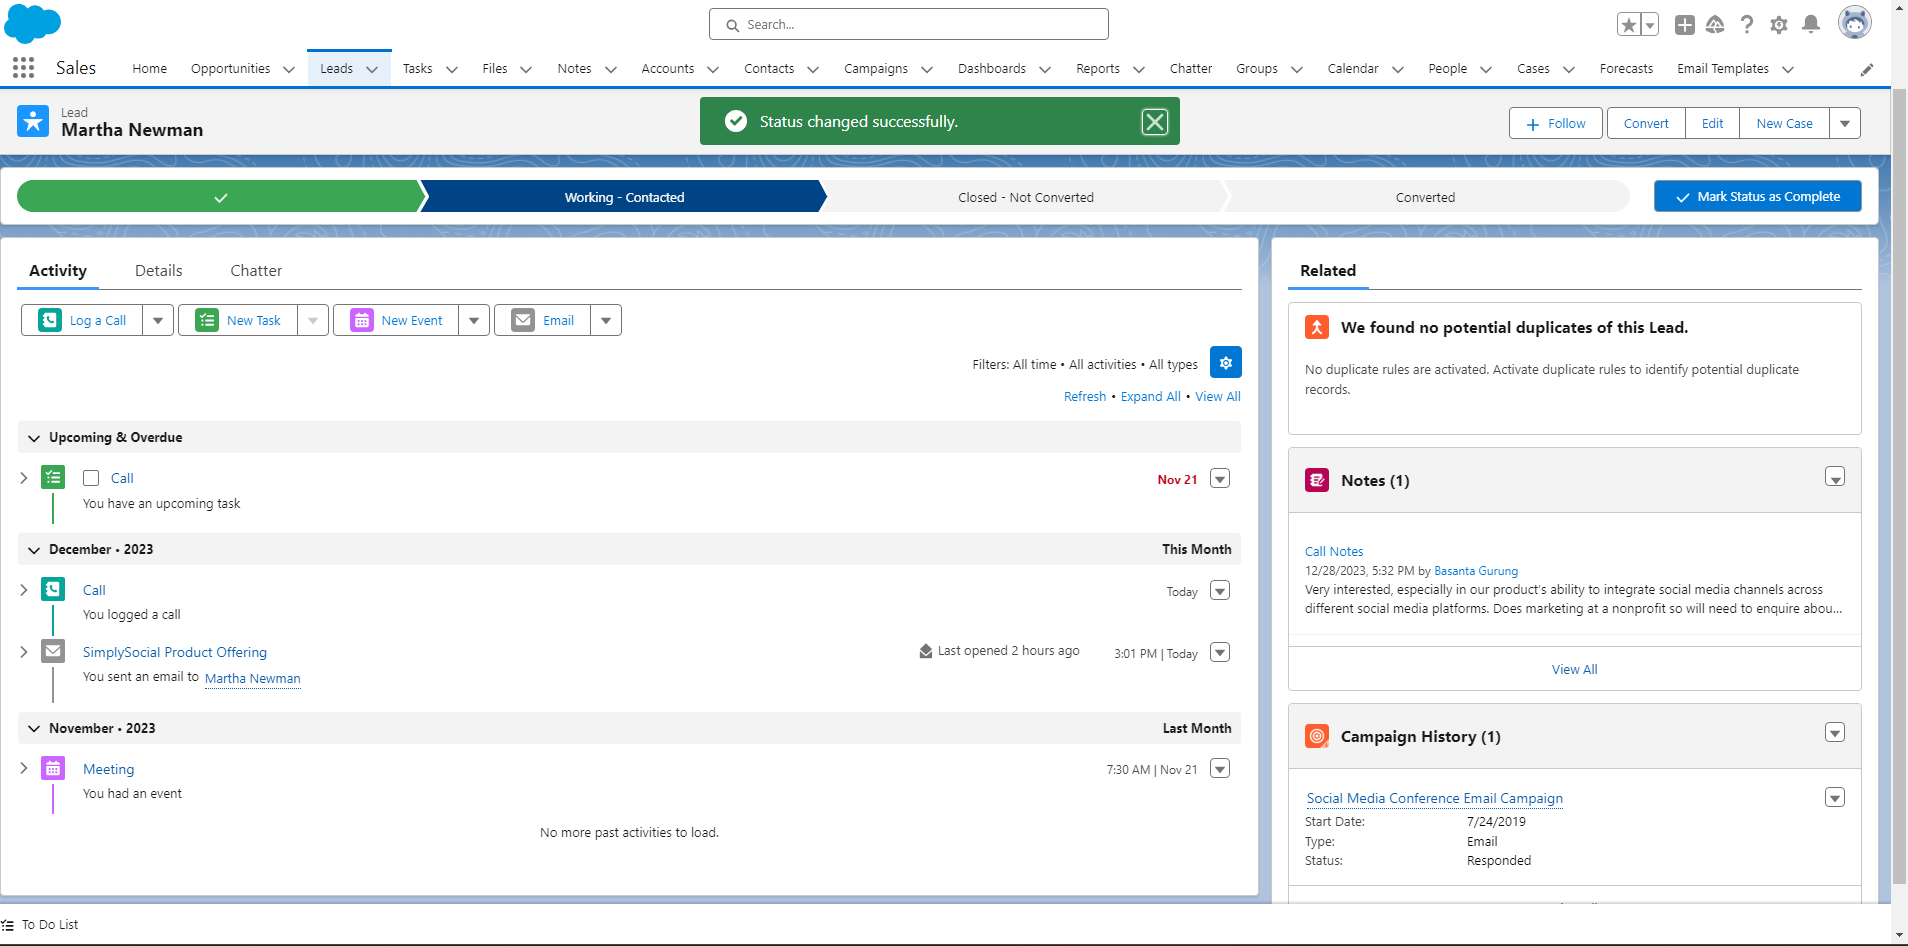 Search...
Sales
Home
Opportunities
Leads
Tasks
Files
Notes
Accounts
Contacts
Campaigns
Dashboards
Reports
Chatter
Groups
Calendar
People
Cases
Forecasts
Email Templates
Lead
Martha Newman
Status changed successfully.
Follow
Convert
Edit
New Case
Working - Contacted
Closed - Not Converted
Converted
Mark Status as Complete
Activity
Details
Chatter
Log a Call
New Task
New Event
Email
Filters: All time • All activities • All types
Refresh • Expand All • View All
Upcoming & Overdue
Call
Nov 21
You have an upcoming task
December • 2023
This Month
Call
Today
You logged a call
SimplySocial Product Offering
Last opened 2 hours ago
3:01 PM | Today
You sent an email to Martha Newman
November • 2023
Last Month
Meeting
7:30 AM | Nov 21
You had an event
No more past activities to load.
Related
We found no potential duplicates of this Lead.
No duplicate rules are activated. Activate duplicate rules to identify potential duplicate
records.
Notes (1)
Call Notes
12/28/2023, 5:32 PM by Basanta Gurung
Very interested, especially in our product's ability to integrate social media channels across
different social media platforms. Does marketing at a nonprofit so will need to enquire abou...
View All
Campaign History (1)
Social Media Conference Email Campaign
Start Date: 7/24/2019
Type: Email
Status: Responded
To Do List